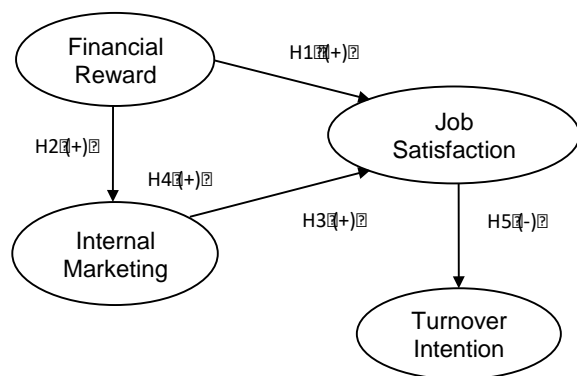 Financial
Reward
H1 (+)
Job
Satisfaction
H2 (+)
H4 (+)
H3 (+)
Internal
Marketing
H5 (-)
Turnover
Intention